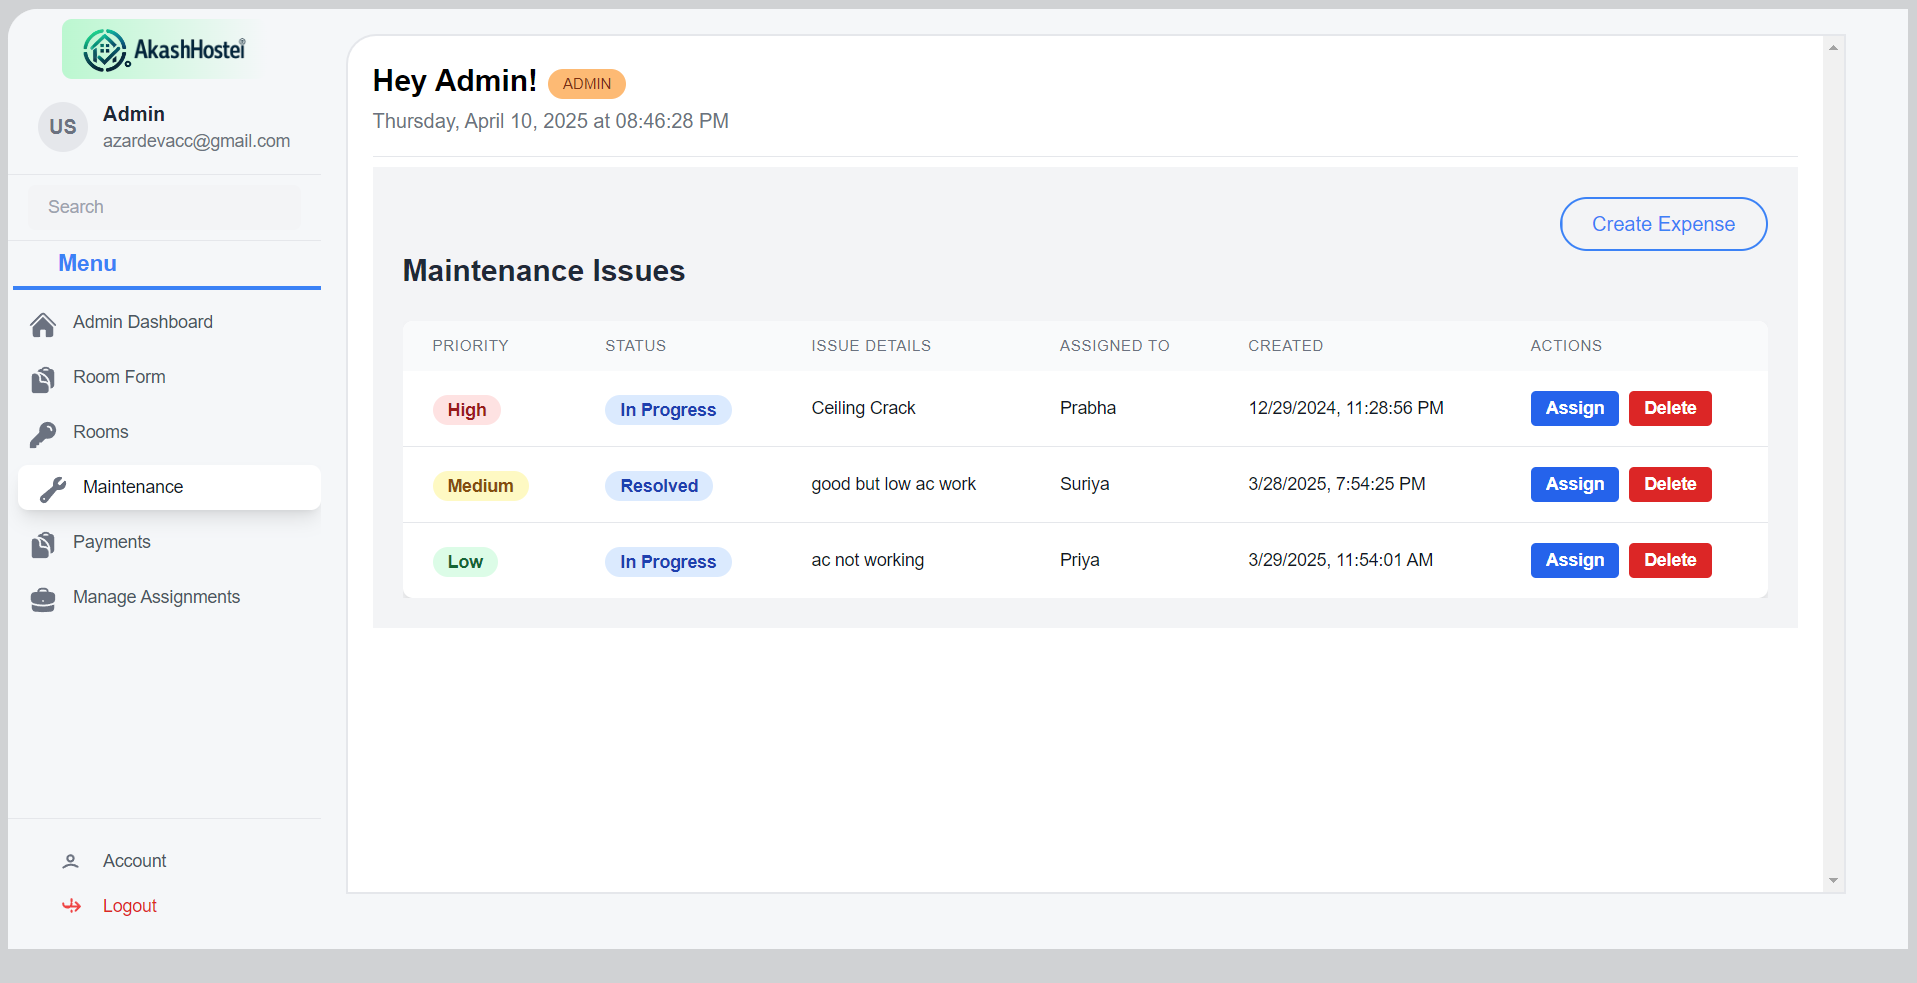 AkashHostel
US
Admin
azardevacc@gmail.com
Search
Menu
Admin Dashboard
Room Form
Rooms
Maintenance
Payments
Manage Assignments
Account
Logout
Hey Admin! ADMIN
Thursday, April 10, 2025 at 08:46:28 PM
Create Expense
Maintenance Issues
PRIORITY STATUS ISSUE DETAILS ASSIGNED TO CREATED ACTIONS
High In Progress Ceiling Crack Prabha 12/29/2024, 11:28:56 PM Assign Delete
Medium Resolved good but low ac work Suriya 3/28/2025, 7:54:25 PM Assign Delete
Low In Progress ac not working Priya 3/29/2025, 11:54:01 AM Assign Delete